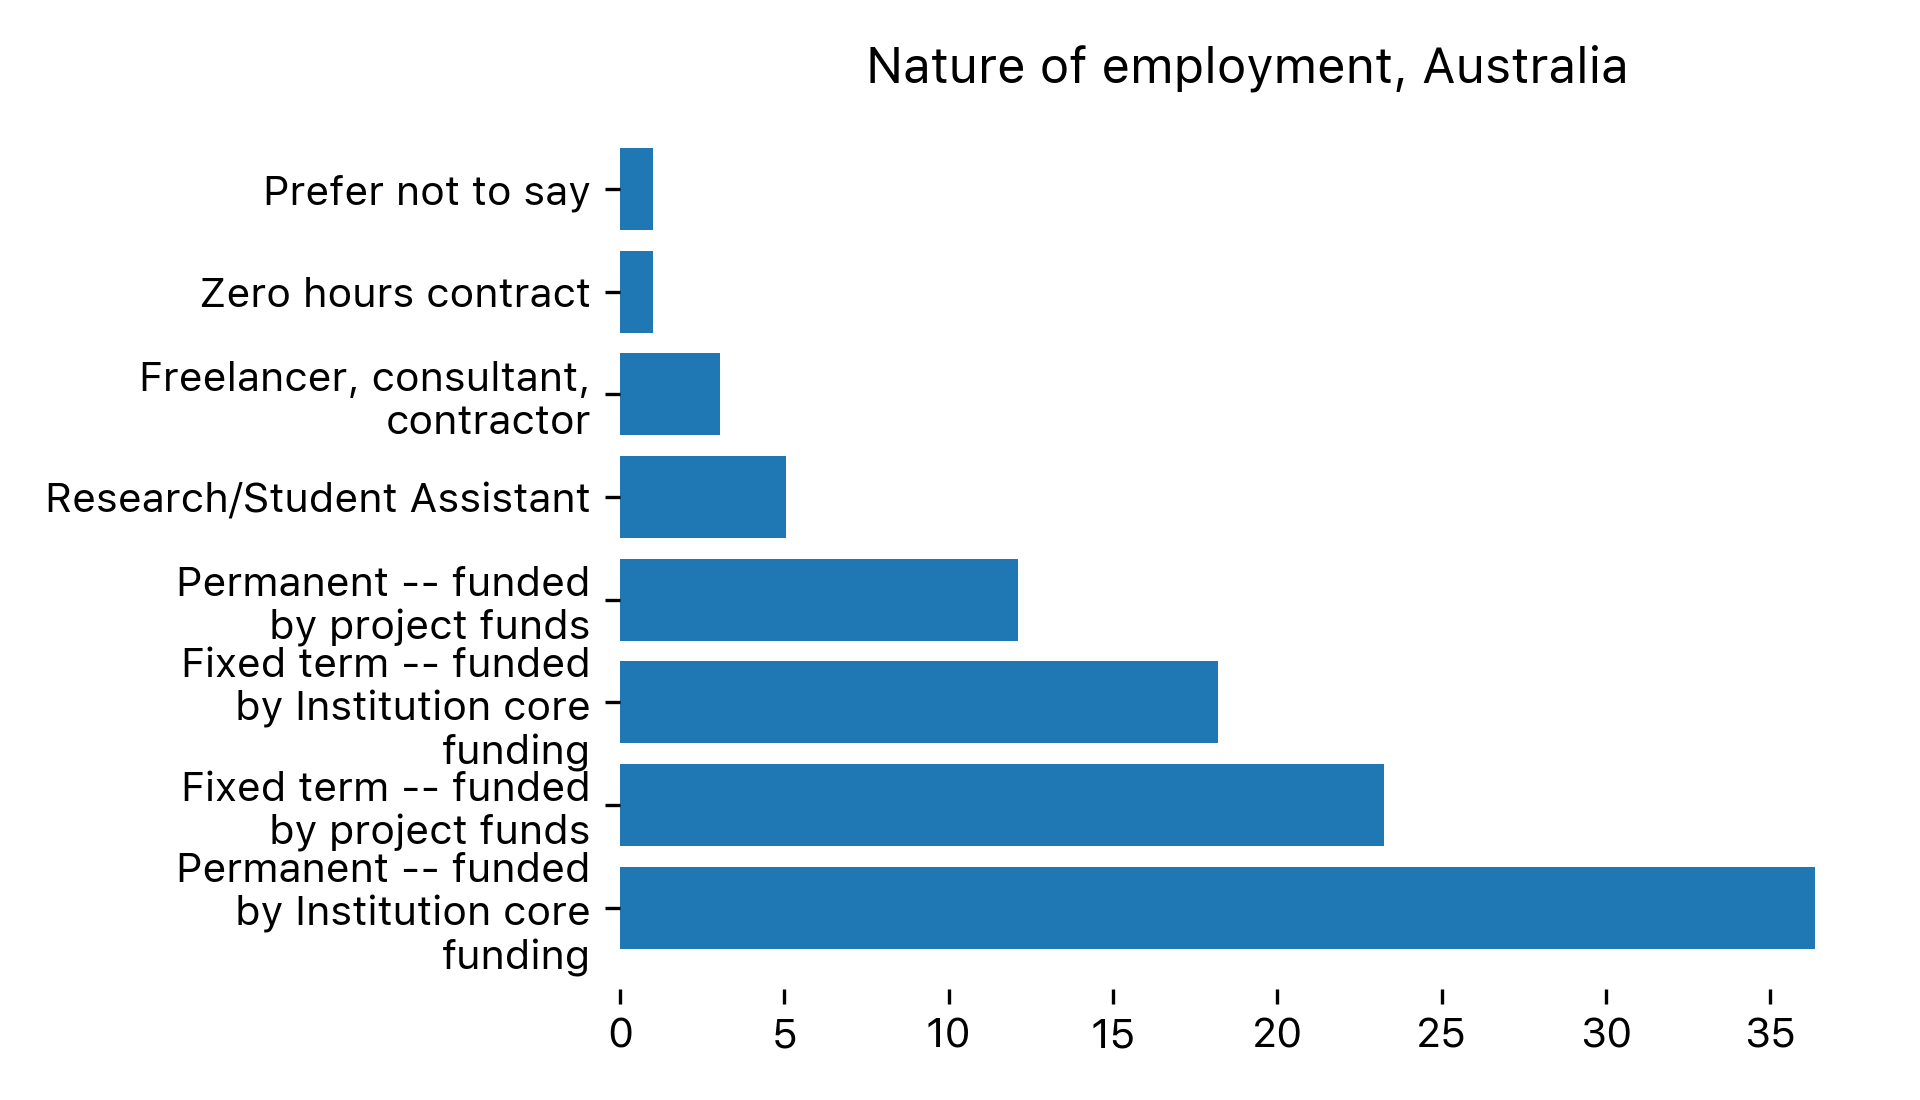 Nature of employment, Australia
Prefer not to say
Zero hours contract
Freelancer, consultant,
contractor
Research/Student Assistant
Permanent -- funded
by project funds
Fixed term -- funded
by Institution core
funding
Fixed term -- funded
by project funds
Permanent -- funded
by Institution core
funding
0 5 10 15 20 25 30 35